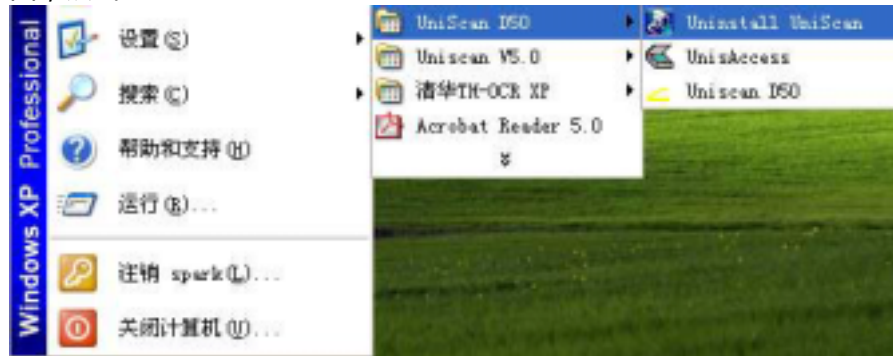 Windows XP Professional
设置(S)
搜索(C)
帮助和支持(H)
运行(R)...
注销 spark(L)...
关闭计算机(U)...
UniScan D50
Uniscan V5.0
清华TH-OCR XP
Acrobat Reader 5.0
Uninstall UniScan
UnisAccess
Uniscan D50